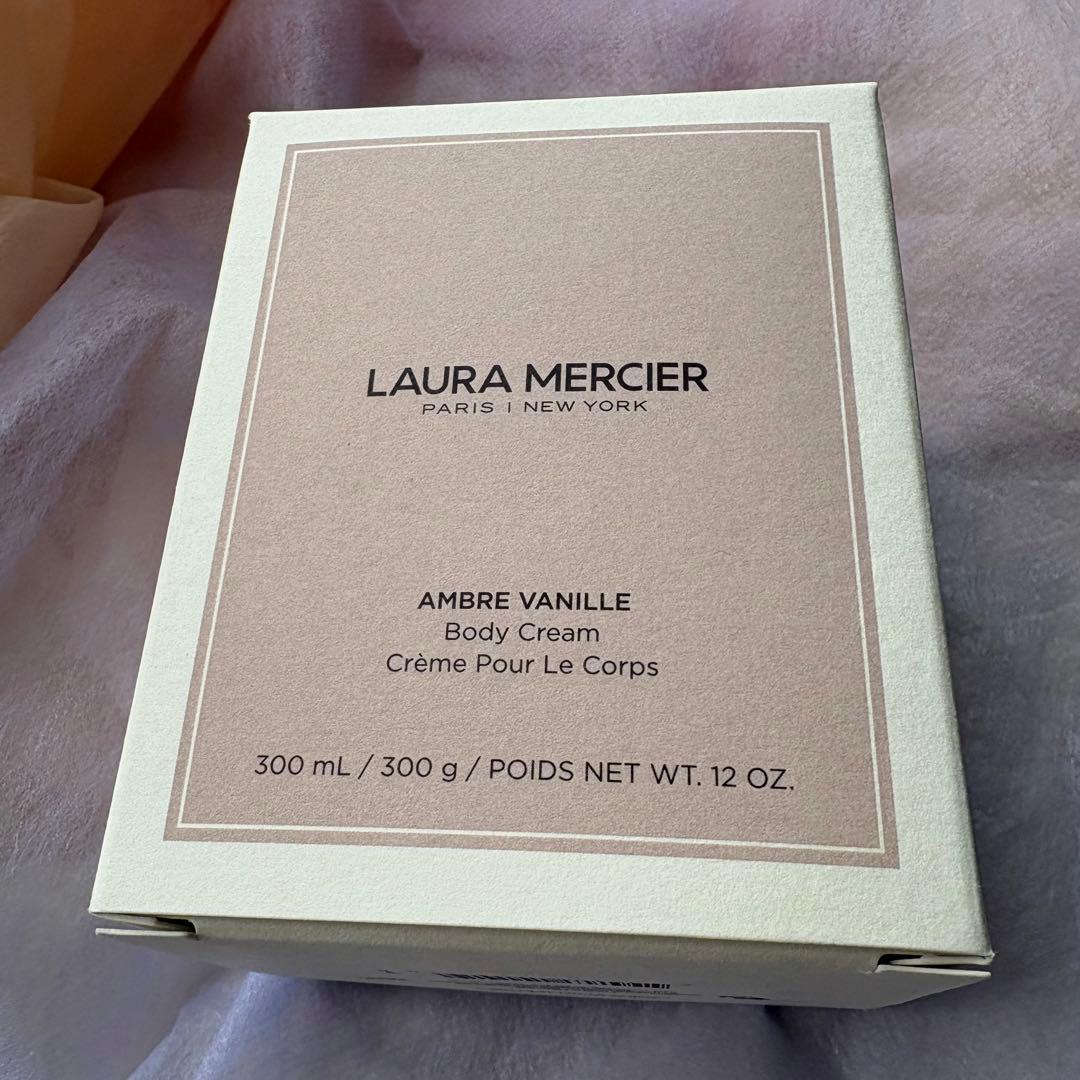 LAURA MERCIER
PARIS | NEW YORK
AMBRE VANILLE
Body Cream
Crème Pour Le Corps
300 mL / 300 g / POIDS NET WT. 12 OZ.